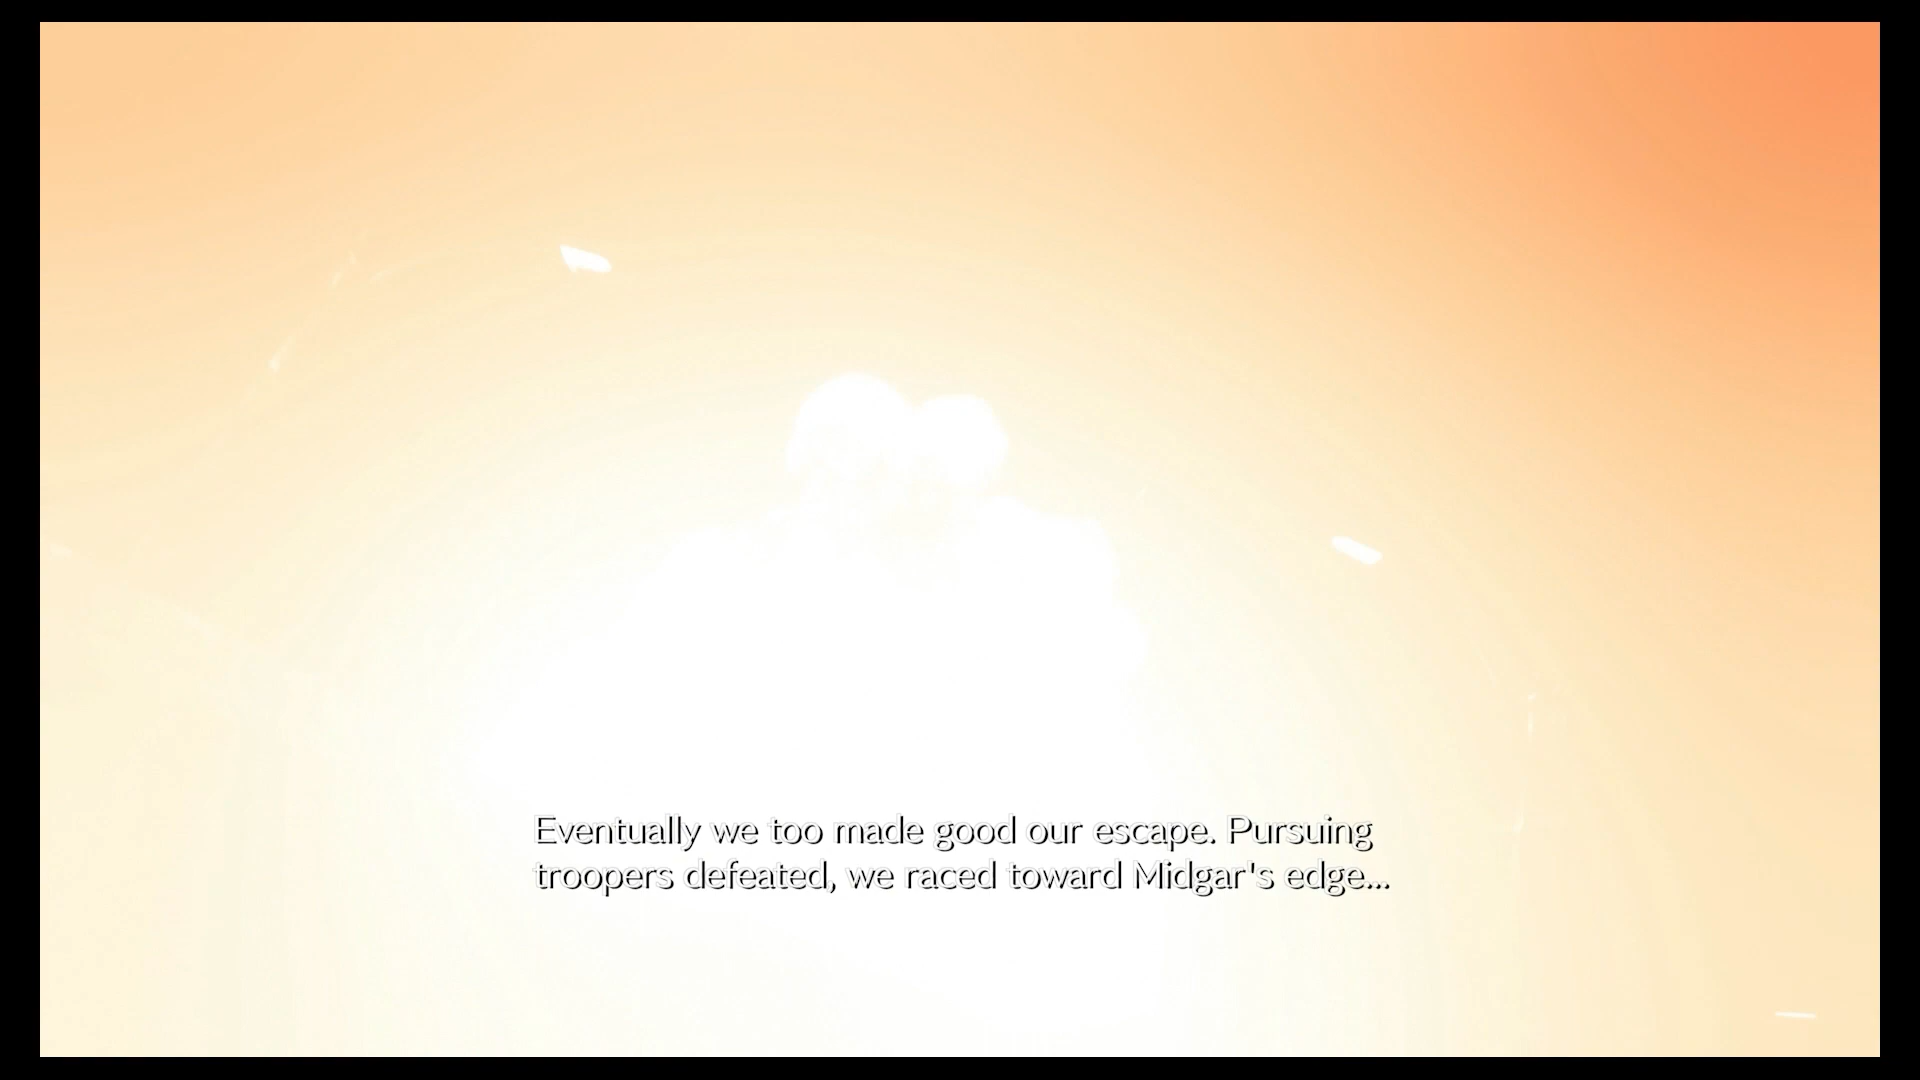 Eventually we too made good our escape. Pursuing
troopers defeated, we raced toward Midgar's edge...